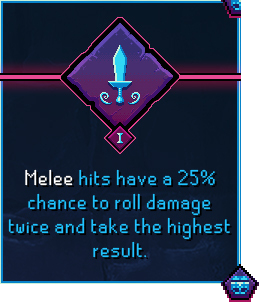 I
Melee hits have a 25%
chance to roll damage
twice and take the highest
result.